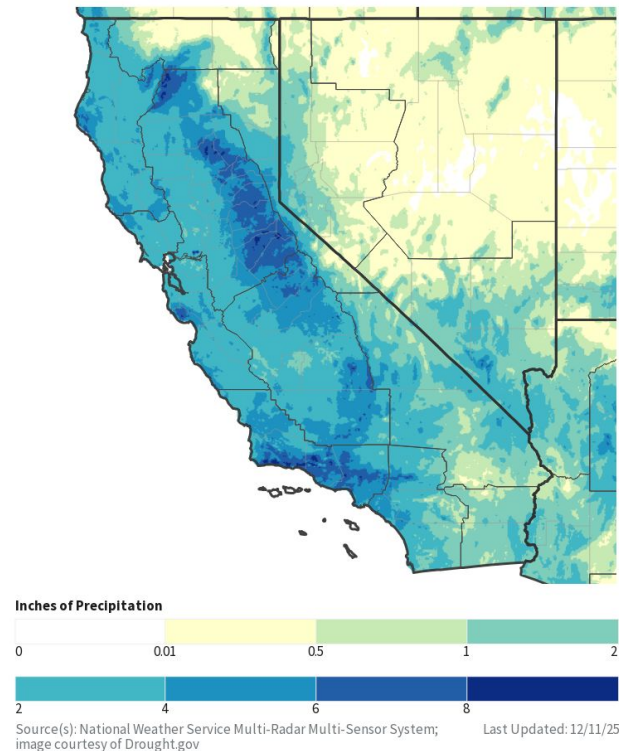 Inches of Precipitation
0 0.01 0.5 1 2
2 4 6 8
Source(s): National Weather Service Multi-Radar Multi-Sensor System; Last Updated: 12/11/25
image courtesy of Drought.gov